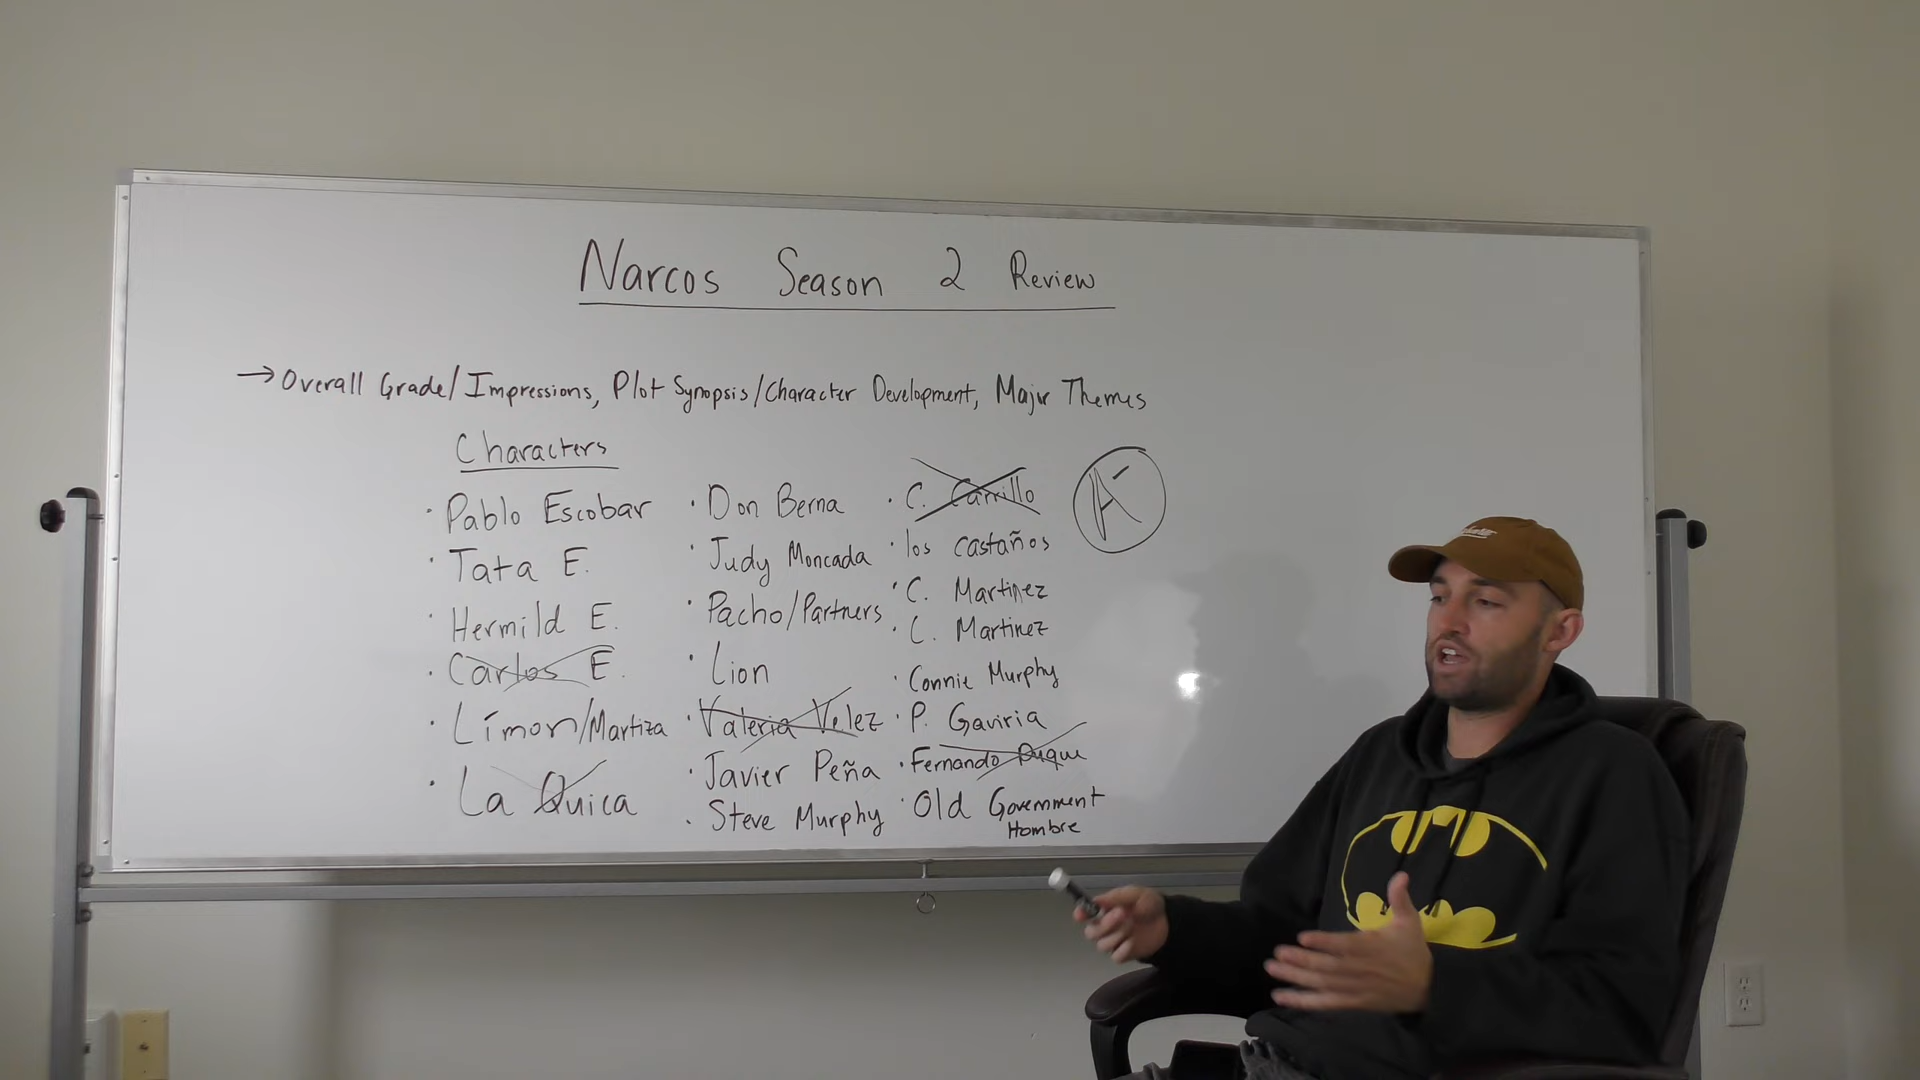 Narcos Season 2 Review
→ Overall Grade/Impressions, Plot Synopsis/Character Development, Major Themes
Characters
· Pablo Escobar
· Tata E.
· Hermild E.
· Carlos E.
· Límon/Martiza
· La Quica
· Don Berna
· Judy Moncada
· Pacho/Partners
· Lion
· Valeria Velez
· Javier Peña
· Steve Murphy
· C. Carrillo
· los castaños
· C. Martinez
· C. Martinez
· Connie Murphy
· P. Gaviria
· Fernando Duque
· Old Government
Hombre
A-